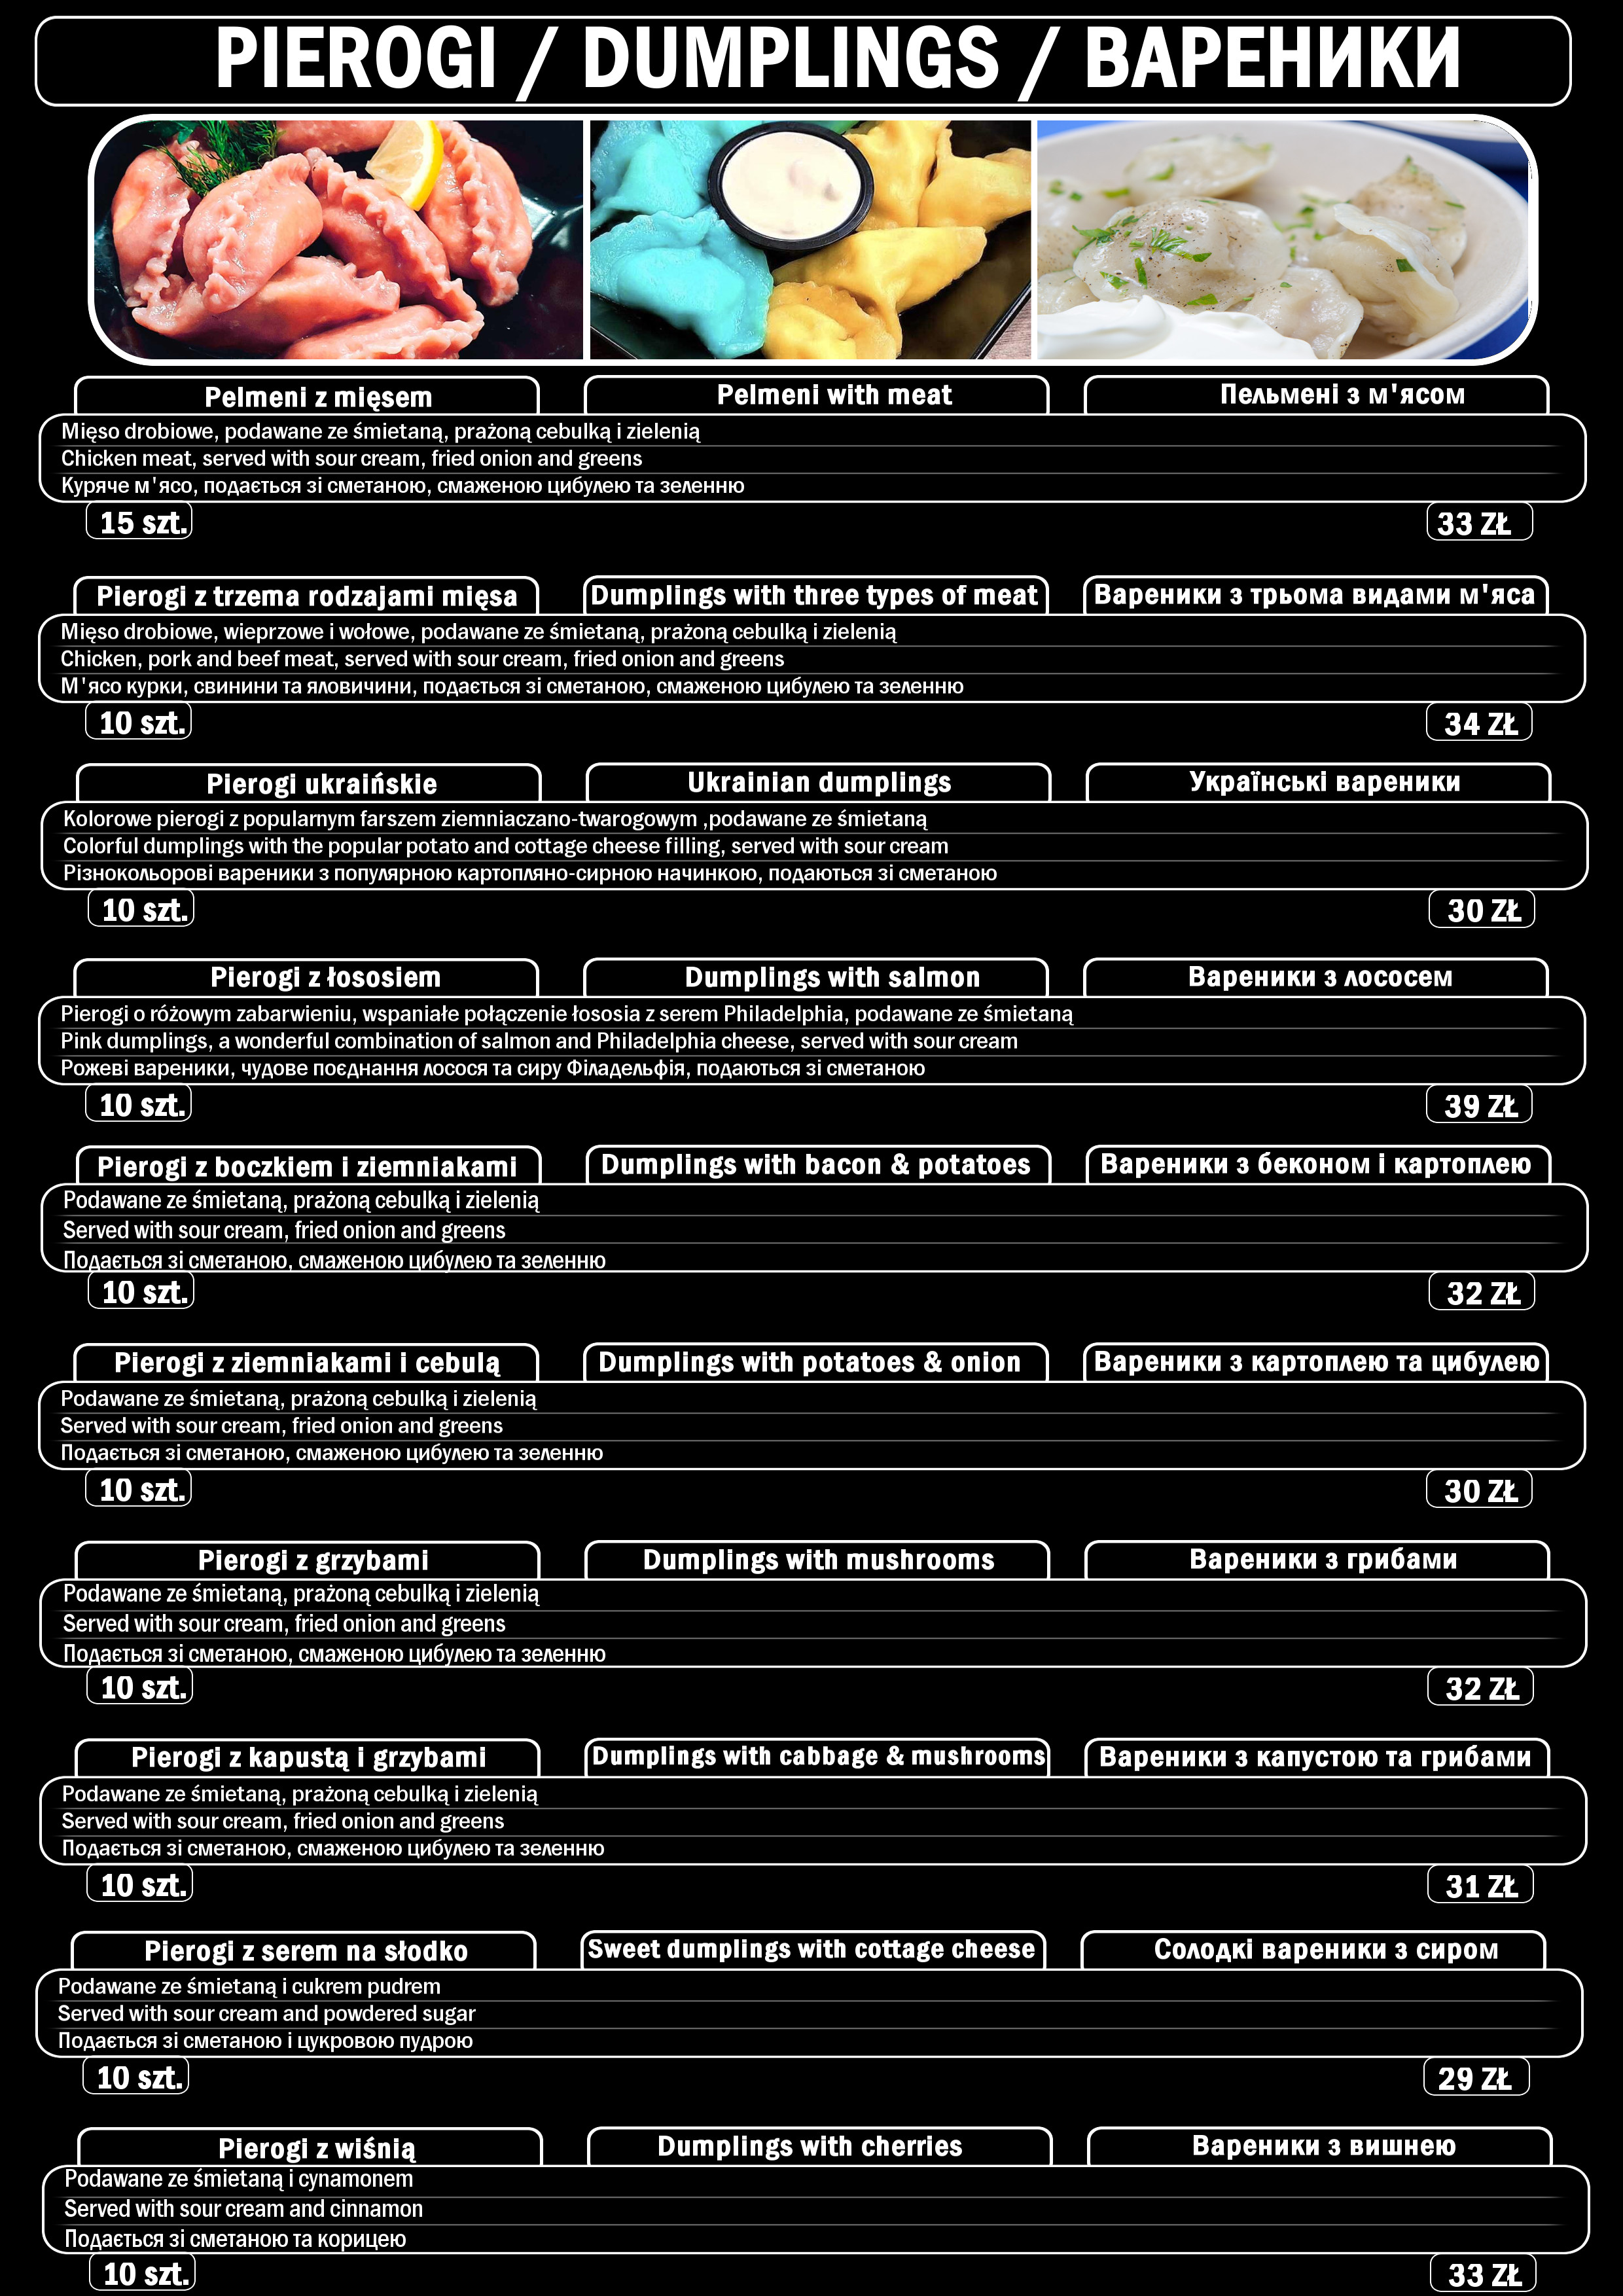 PIEROGI / DUMPLINGS / ВАРЕНИКИ
Pelmeni z mięsem
Pelmeni with meat
Пельмені з м'ясом
Mięso drobiowe, podawane ze śmietaną, prażoną cebulką i zielenią
Chicken meat, served with sour cream, fried onion and greens
Куряче м'ясо, подається зі сметаною, смаженою цибулею та зеленню
15 szt.
33 ZŁ
Pierogi z trzema rodzajami mięsa
Dumplings with three types of meat
Вареники з трьома видами м'яса
Mięso drobiowe, wieprzowe i wołowe, podawane ze śmietaną, prażoną cebulką i zielenią
Chicken, pork and beef meat, served with sour cream, fried onion and greens
М'ясо курки, свинини та яловичини, подається зі сметаною, смаженою цибулею та зеленню
10 szt.
34 ZŁ
Pierogi ukraińskie
Ukrainian dumplings
Українські вареники
Kolorowe pierogi z popularnym farszem ziemniaczano-twarogowym ,podawane ze śmietaną
Colorful dumplings with the popular potato and cottage cheese filling, served with sour cream
Різнокольорові вареники з популярною картопляно-сирною начинкою, подаються зі сметаною
10 szt.
30 ZŁ
Pierogi z łososiem
Dumplings with salmon
Вареники з лососем
Pierogi o różowym zabarwieniu, wspaniałe połączenie łososia z serem Philadelphia, podawane ze śmietaną
Pink dumplings, a wonderful combination of salmon and Philadelphia cheese, served with sour cream
Рожеві вареники, чудове поєднання лосося та сиру Філадельфія, подаються зі сметаною
10 szt.
39 ZŁ
Pierogi z boczkiem i ziemniakami
Dumplings with bacon & potatoes
Вареники з беконом і картоплею
Podawane ze śmietaną, prażoną cebulką i zielenią
Served with sour cream, fried onion and greens
Подається зі сметаною, смаженою цибулею та зеленню
10 szt.
32 ZŁ
Pierogi z ziemniakami i cebulą
Dumplings with potatoes & onion
Вареники з картоплею та цибулею
Podawane ze śmietaną, prażoną cebulką i zielenią
Served with sour cream, fried onion and greens
Подається зі сметаною, смаженою цибулею та зеленню
10 szt.
30 ZŁ
Pierogi z grzybami
Dumplings with mushrooms
Вареники з грибами
Podawane ze śmietaną, prażoną cebulką i zielenią
Served with sour cream, fried onion and greens
Подається зі сметаною, смаженою цибулею та зеленню
10 szt.
32 ZŁ
Pierogi z kapustą i grzybami
Dumplings with cabbage & mushrooms
Вареники з капустою та грибами
Podawane ze śmietaną, prażoną cebulką i zielenią
Served with sour cream, fried onion and greens
Подається зі сметаною, смаженою цибулею та зеленню
10 szt.
31 ZŁ
Pierogi z serem na słodko
Sweet dumplings with cottage cheese
Солодкі вареники з сиром
Podawane ze śmietaną i cukrem pudrem
Served with sour cream and powdered sugar
Подається зі сметаною і цукровою пудрою
10 szt.
29 ZŁ
Pierogi z wiśnią
Dumplings with cherries
Вареники з вишнею
Podawane ze śmietaną i cynamonem
Served with sour cream and cinnamon
Подається зі сметаною та корицею
10 szt.
33 ZŁ